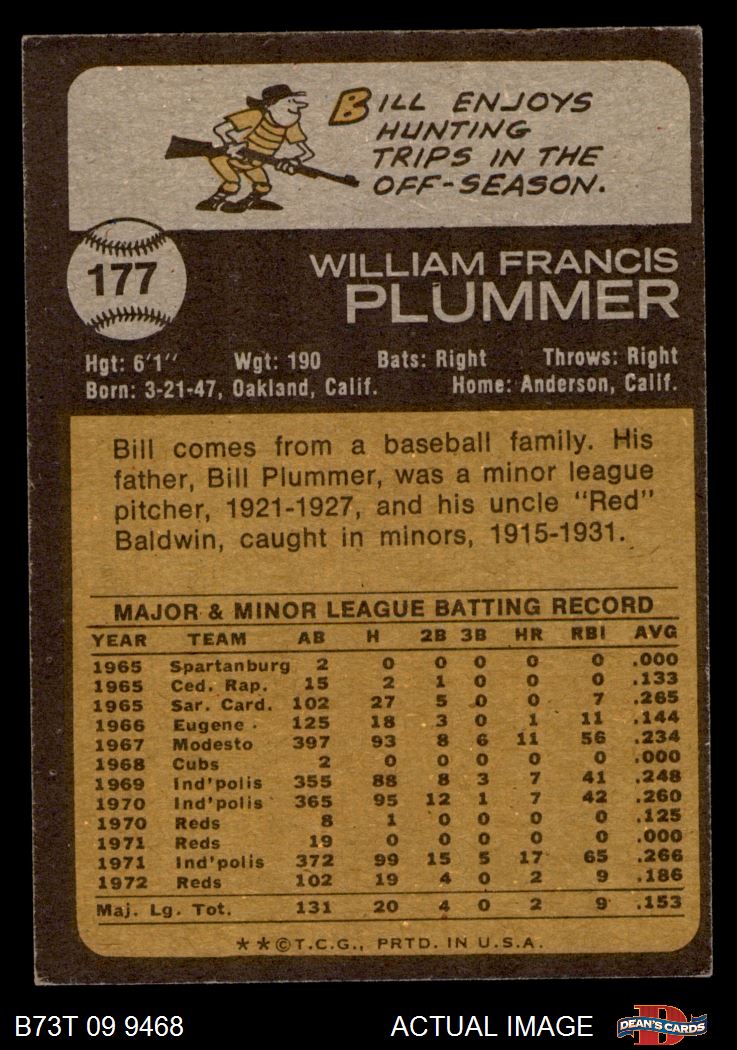 BILL ENJOYS
HUNTING
TRIPS IN THE
OFF-SEASON.
177
WILLIAM FRANCIS
PLUMMER
Hgt: 6'1" Wgt: 190 Bats: Right Throws: Right
Born: 3-21-47, Oakland, Calif. Home: Anderson, Calif.
Bill comes from a baseball family. His
father, Bill Plummer, was a minor league
pitcher, 1921-1927, and his uncle "Red"
Baldwin, caught in minors, 1915-1931.
MAJOR & MINOR LEAGUE BATTING RECORD
YEAR TEAM AB H 2B 3B HR RBI AVG
1965 Spartanburg 2 0 0 0 0 0 .000
1965 Ced. Rap. 15 2 1 0 0 0 .133
1965 Sar. Card. 102 27 5 0 0 7 .265
1966 Eugene 125 18 3 0 1 11 .144
1967 Modesto 397 93 8 6 11 56 .234
1968 Cubs 2 0 0 0 0 0 .000
1969 Ind'polis 355 88 8 3 7 41 .248
1970 Ind'polis 365 95 12 1 7 42 .260
1970 Reds 8 1 0 0 0 0 .125
1971 Reds 19 0 0 0 0 0 .000
1971 Ind'polis 372 99 15 5 17 65 .266
1972 Reds 102 19 4 0 2 9 .186
Maj. Lg. Tot. 131 20 4 0 2 9 .153
**©T.C.G., PRTD. IN U.S.A.
B73T 09 9468 ACTUAL IMAGE D DEAN'S CARDS